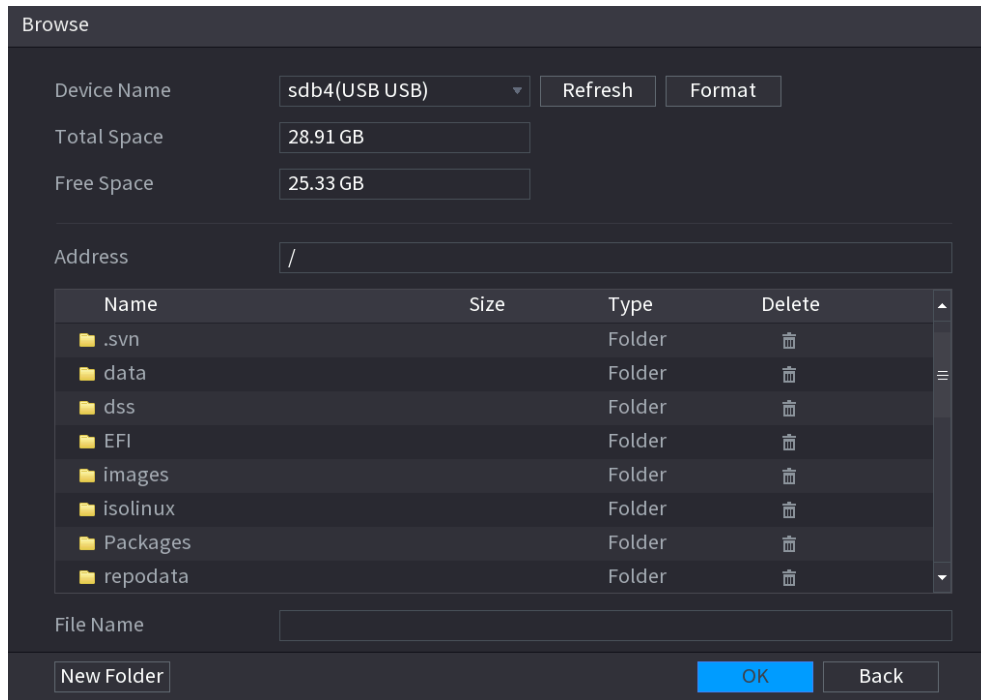 Browse
Device Name sdb4(USB USB) Refresh Format
Total Space 28.91 GB
Free Space 25.33 GB
Address /
Name Size Type Delete
.svn Folder
data Folder
dss Folder
EFI Folder
images Folder
isolinux Folder
Packages Folder
repodata Folder
File Name
New Folder OK Back